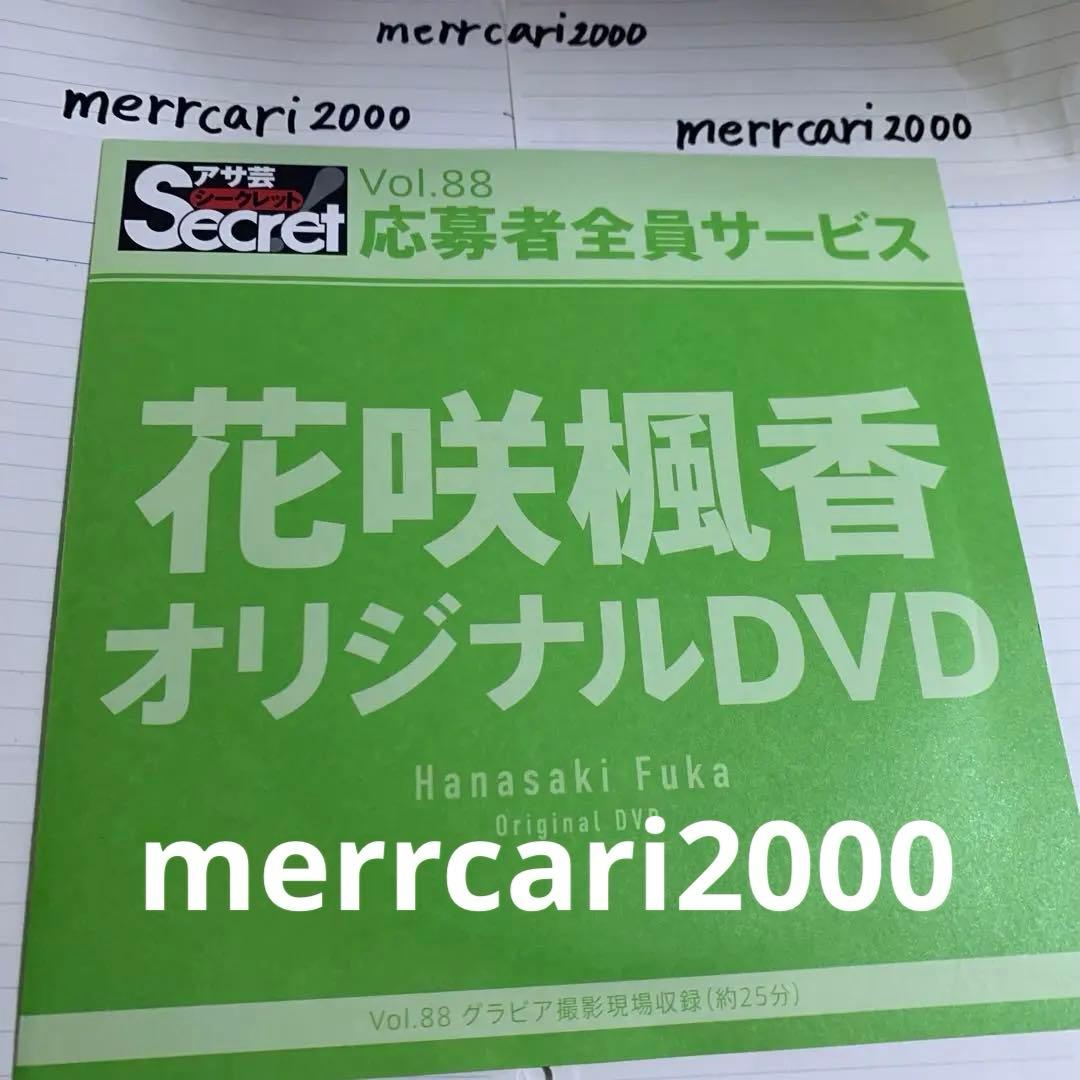 merrcari2000
merrcari2000
merrcari2000
アサ芸
シークレット
Secret!
Vol.88
応募者全員サービス
花咲楓香
オリジナルDVD
Hanasaki Fuka
Original DVD
merrcari2000
Vol.88 グラビア撮影現場収録(約25分)